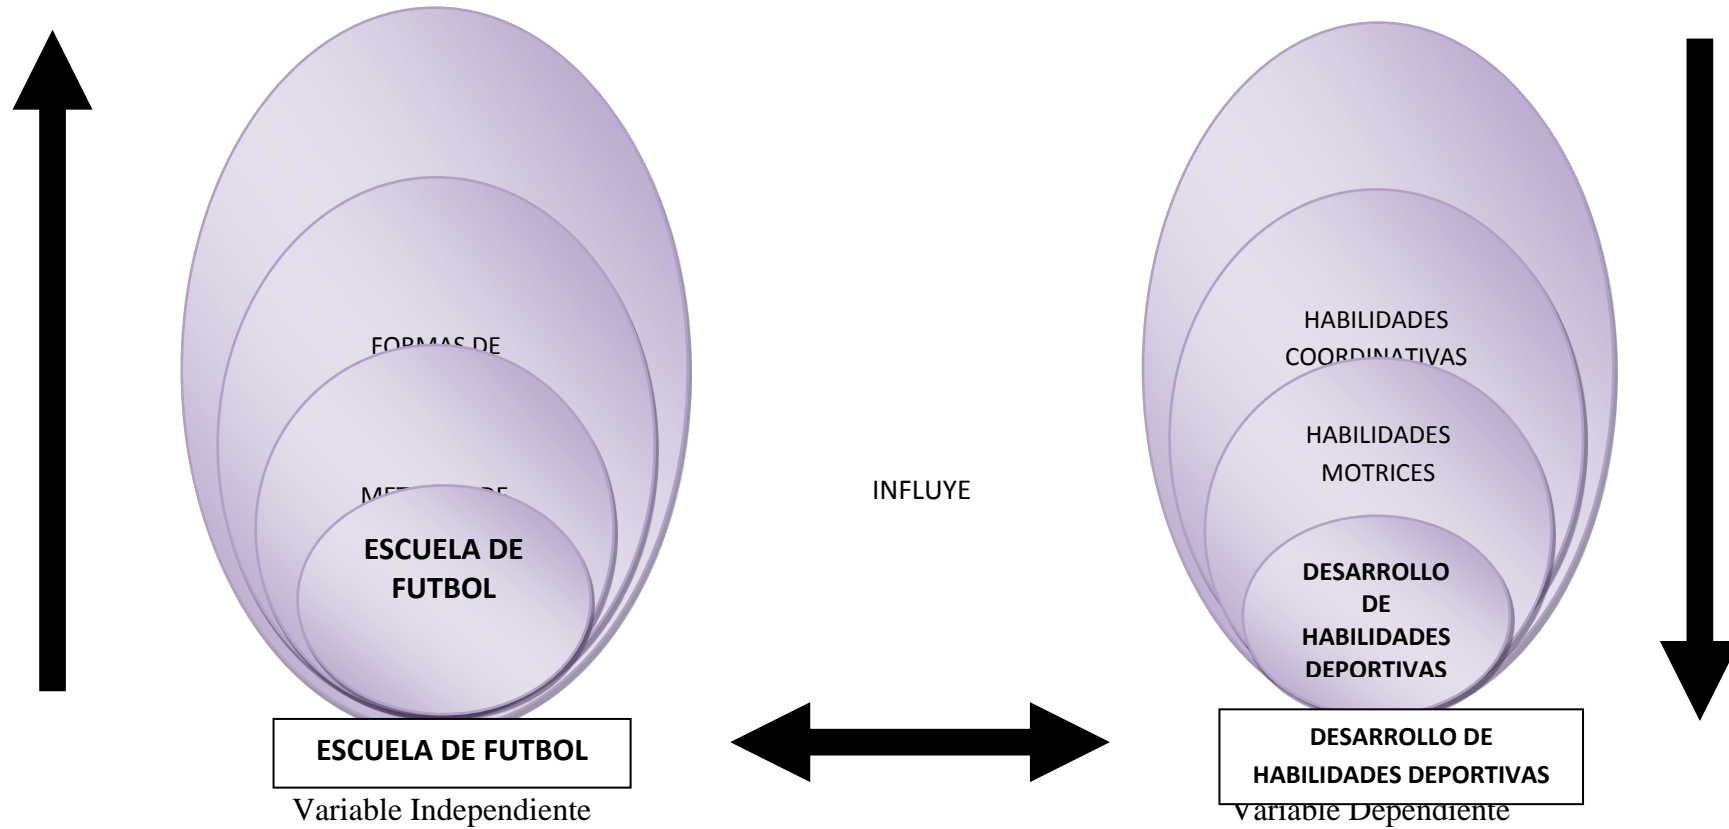 FORMAS DE
ESCUELA DE
FUTBOL
ESCUELA DE FUTBOL
Variable Independiente
INFLUYE
HABILIDADES
COORDINATIVAS
HABILIDADES
MOTRICES
DESARROLLO
DE
HABILIDADES
DEPORTIVAS
DESARROLLO DE
HABILIDADES DEPORTIVAS
Variable Dependiente